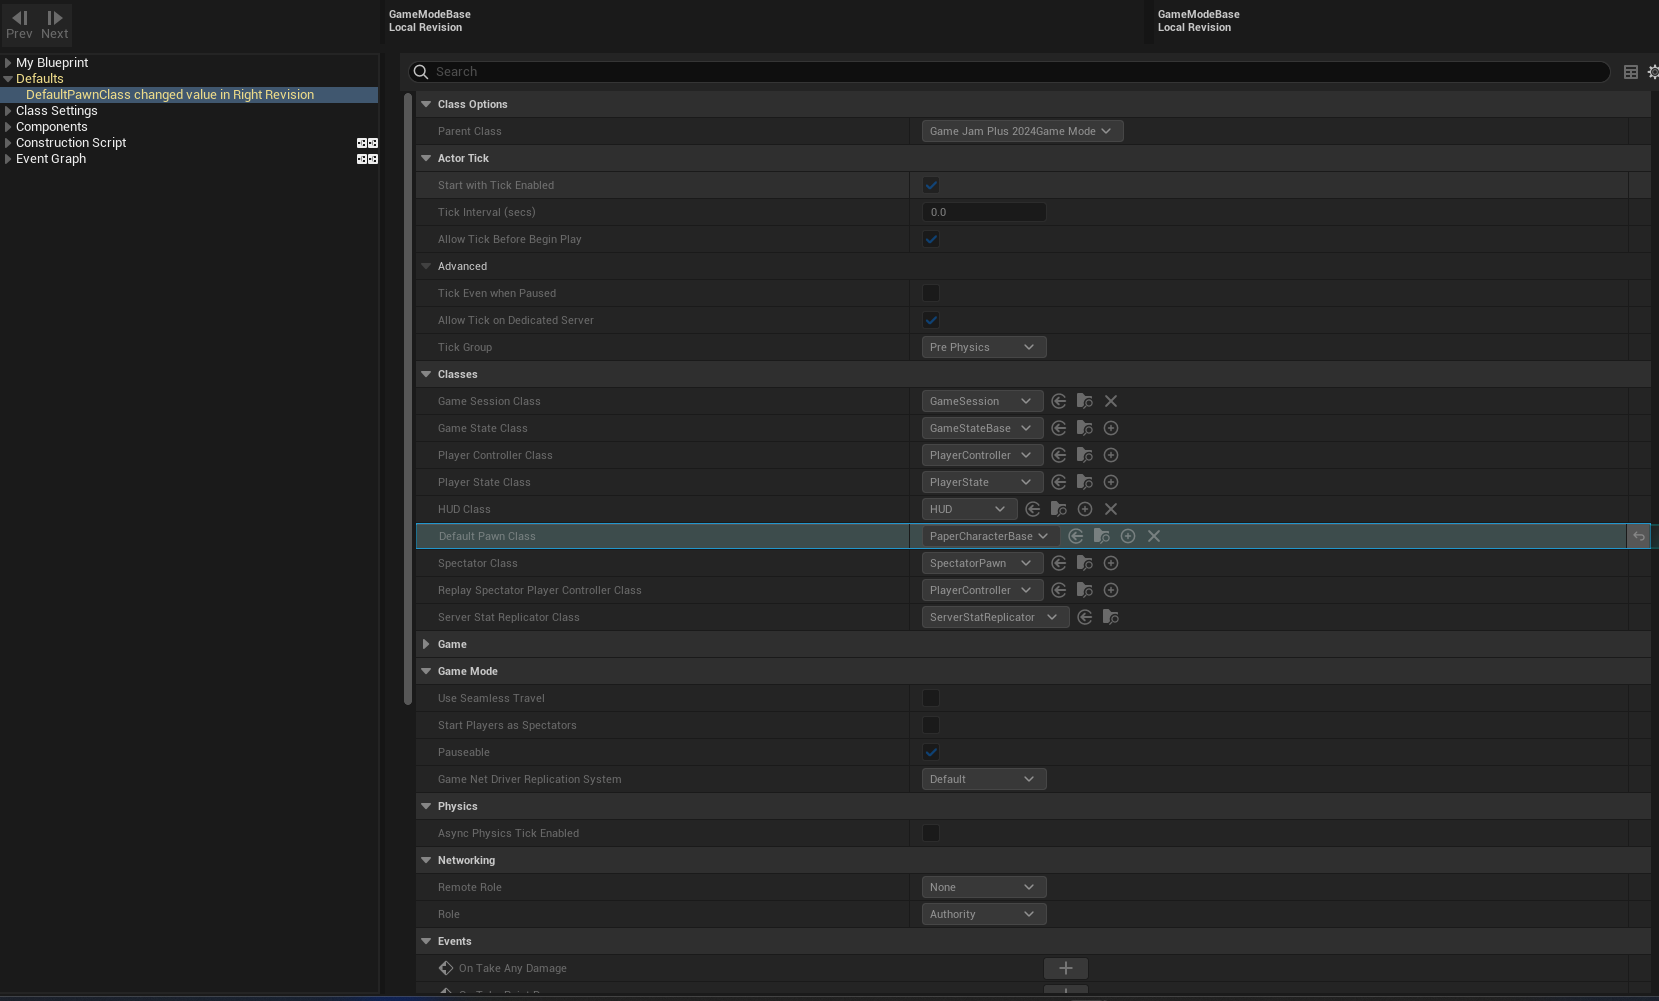 Prev Next
GameModeBase
Local Revision
GameModeBase
Local Revision
My Blueprint
Defaults
DefaultPawnClass changed value in Right Revision
Class Settings
Components
Construction Script
Event Graph
Search
Class Options
Parent Class Game Jam Plus 2024Game Mode
Actor Tick
Start with Tick Enabled
Tick Interval (secs) 0.0
Allow Tick Before Begin Play
Advanced
Tick Even when Paused
Allow Tick on Dedicated Server
Tick Group Pre Physics
Classes
Game Session Class GameSession
Game State Class GameStateBase
Player Controller Class PlayerController
Player State Class PlayerState
HUD Class HUD
Default Pawn Class PaperCharacterBase
Spectator Class SpectatorPawn
Replay Spectator Player Controller Class PlayerController
Server Stat Replicator Class ServerStatReplicator
Game
Game Mode
Use Seamless Travel
Start Players as Spectators
Pauseable
Game Net Driver Replication System Default
Physics
Async Physics Tick Enabled
Networking
Remote Role None
Role Authority
Events
On Take Any Damage